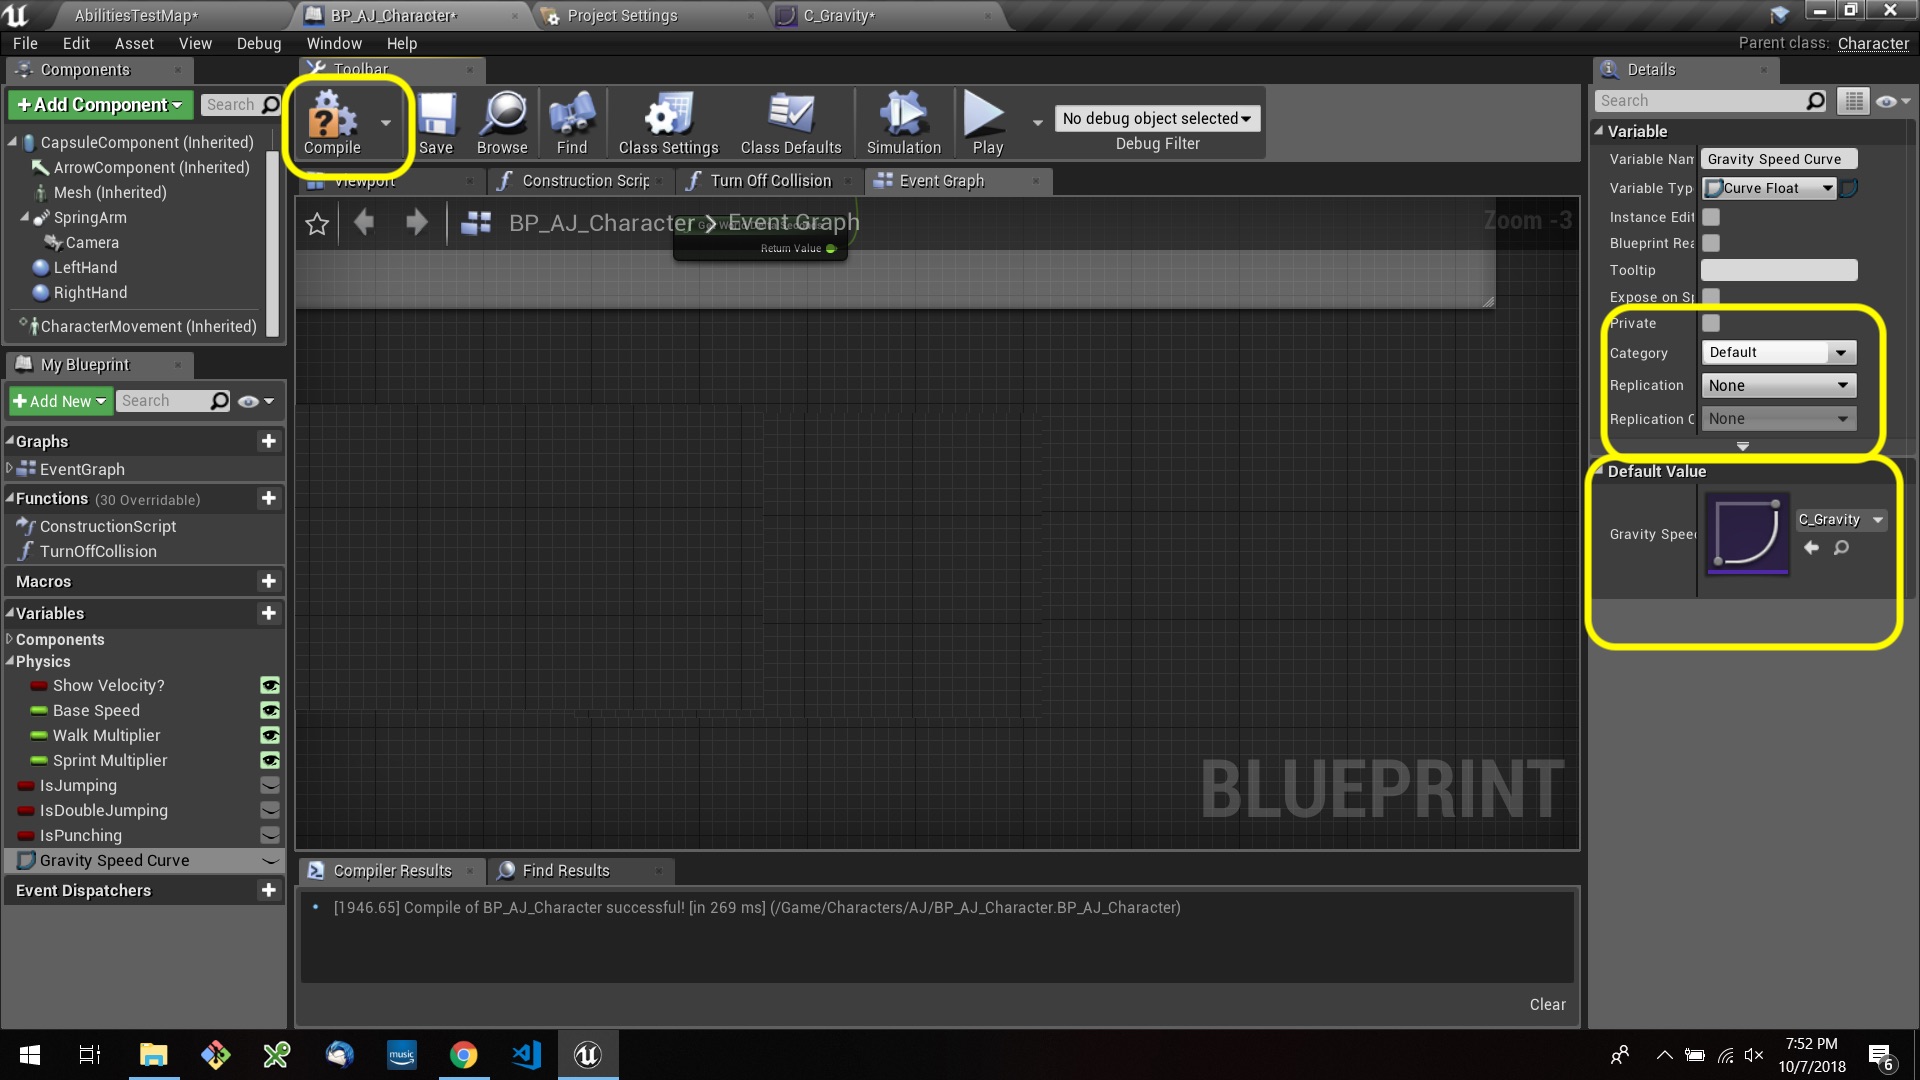 AbilitiesTestMap*
BP_AJ_Character*
Project Settings
C_Gravity*
File Edit Asset View Debug Window Help
Parent class: Character
Components
Toolbar
Details
Add Component
Search
Compile
Save
Browse
Find
Class Settings
Class Defaults
Simulation
Play
No debug object selected
Debug Filter
CapsuleComponent (Inherited)
ArrowComponent (Inherited)
Mesh (Inherited)
SpringArm
Camera
LeftHand
RightHand
CharacterMovement (Inherited)
Viewport
Construction Scrip
Turn Off Collision
Event Graph
BP_AJ_Character > Event Graph
Zoom -3
Return Value
BLUEPRINT
My Blueprint
Add New
Search
Graphs
EventGraph
Functions (30 Overridable)
ConstructionScript
TurnOffCollision
Macros
Variables
Components
Physics
Show Velocity?
Base Speed
Walk Multiplier
Sprint Multiplier
IsJumping
IsDoubleJumping
IsPunching
Gravity Speed Curve
Event Dispatchers
Compiler Results
Find Results
[1946.65] Compile of BP_AJ_Character successful! [in 269 ms] (/Game/Characters/AJ/BP_AJ_Character.BP_AJ_Character)
Clear
Search
Variable
Variable Nam Gravity Speed Curve
Variable Typ Curve Float
Instance Edit
Blueprint Rea
Tooltip
Expose on Sp
Private
Category Default
Replication None
Replication C None
Default Value
Gravity Speed C_Gravity
music
7:52 PM
10/7/2018
6